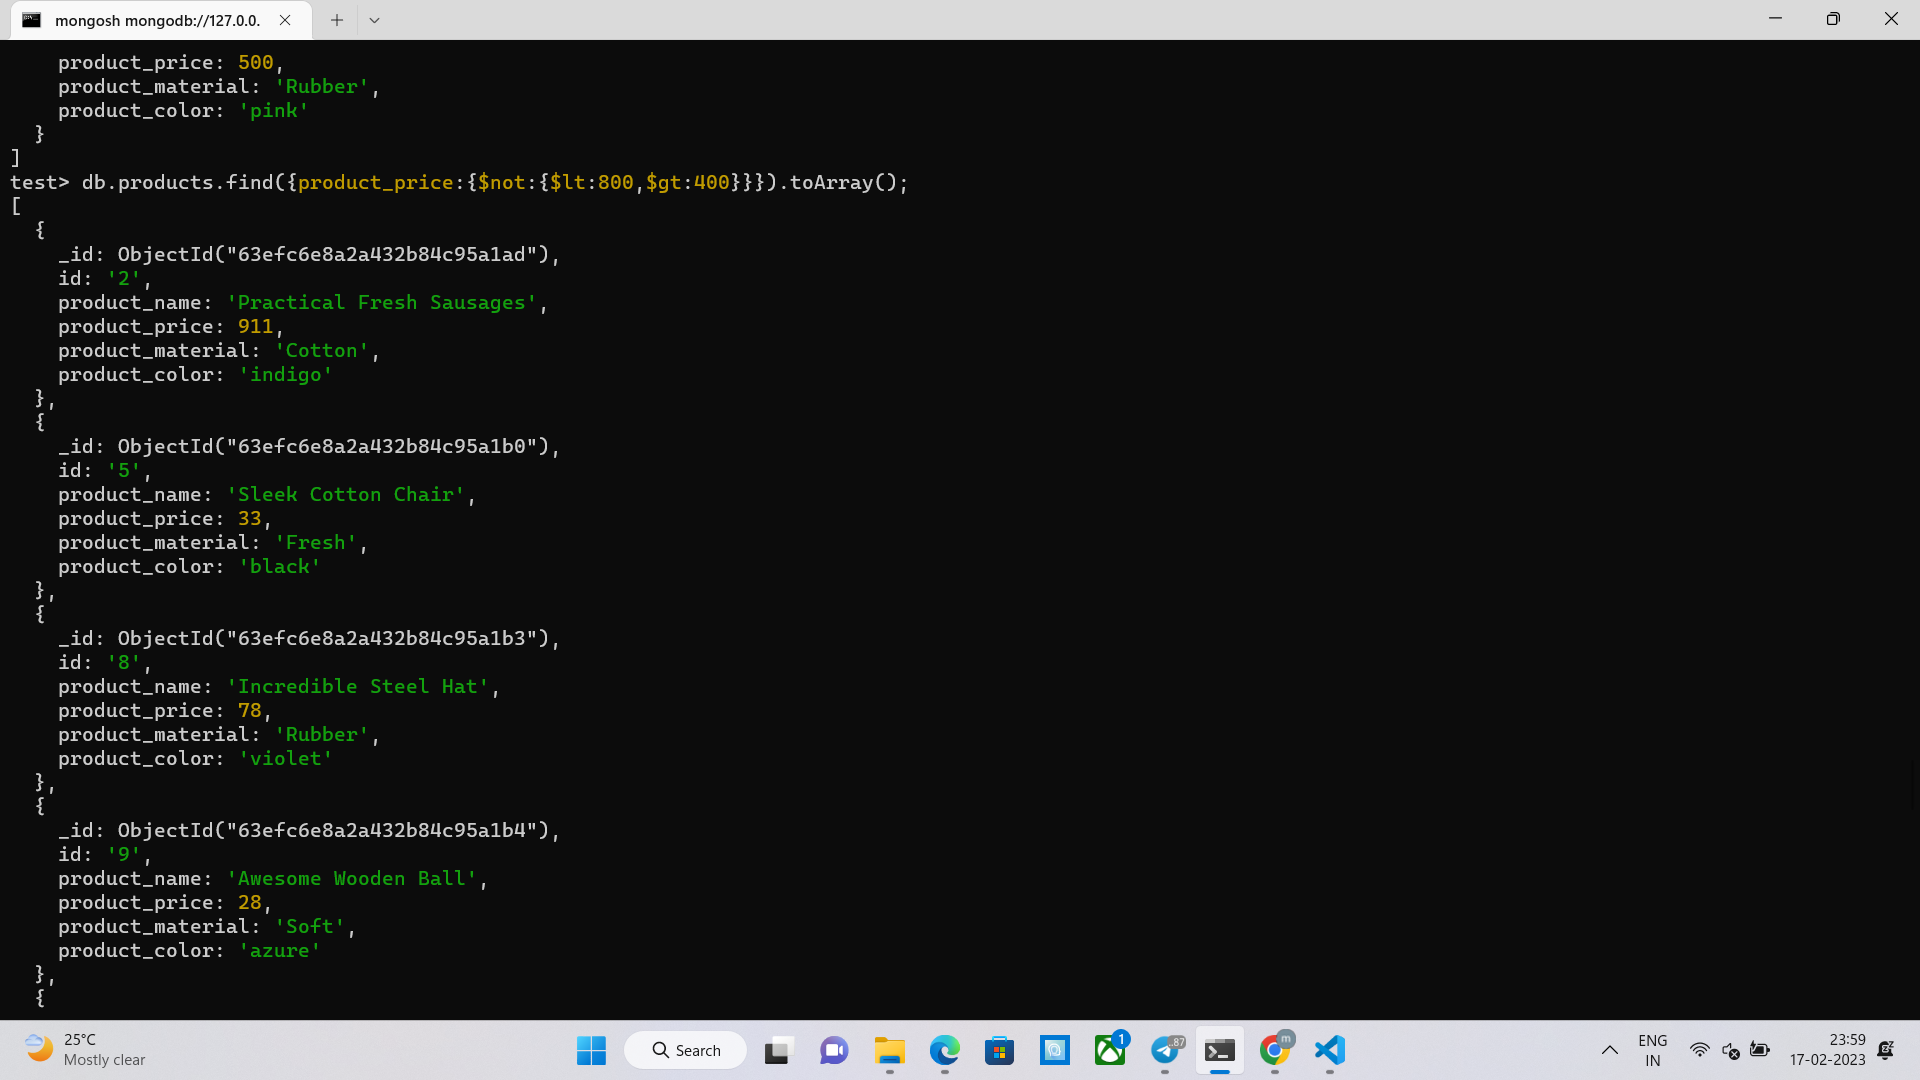 mongosh mongodb://127.0.0.
    product_price: 500,
    product_material: 'Rubber',
    product_color: 'pink'
  }
]
test> db.products.find({product_price:{$not:{$lt:800,$gt:400}}}).toArray();
[
  {
    _id: ObjectId("63efc6e8a2a432b84c95a1ad"),
    id: '2',
    product_name: 'Practical Fresh Sausages',
    product_price: 911,
    product_material: 'Cotton',
    product_color: 'indigo'
  },
  {
    _id: ObjectId("63efc6e8a2a432b84c95a1b0"),
    id: '5',
    product_name: 'Sleek Cotton Chair',
    product_price: 33,
    product_material: 'Fresh',
    product_color: 'black'
  },
  {
    _id: ObjectId("63efc6e8a2a432b84c95a1b3"),
    id: '8',
    product_name: 'Incredible Steel Hat',
    product_price: 78,
    product_material: 'Rubber',
    product_color: 'violet'
  },
  {
    _id: ObjectId("63efc6e8a2a432b84c95a1b4"),
    id: '9',
    product_name: 'Awesome Wooden Ball',
    product_price: 28,
    product_material: 'Soft',
    product_color: 'azure'
  },
  {
25°C
Mostly clear
Search
1
..87
m
ENG
IN
23:59
17-02-2023